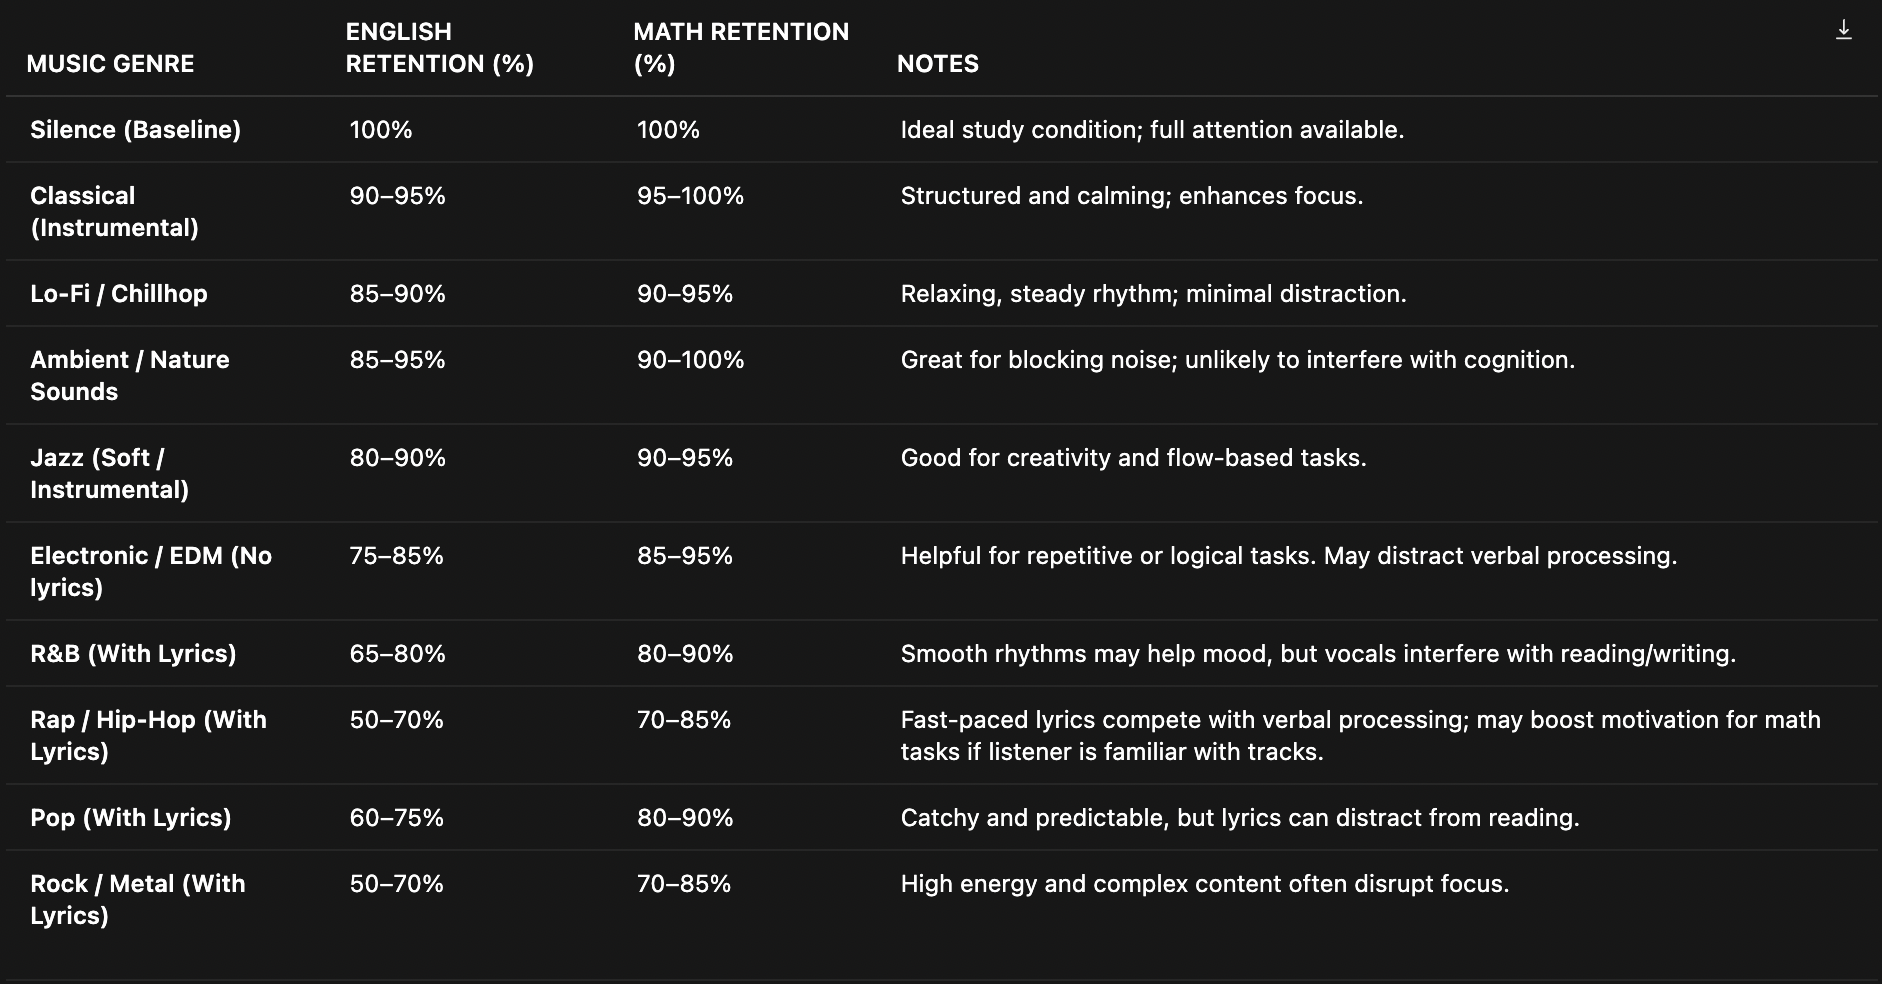 MUSIC GENRE ENGLISH RETENTION (%) MATH RETENTION (%) NOTES
Silence (Baseline) 100% 100% Ideal study condition; full attention available.
Classical (Instrumental) 90–95% 95–100% Structured and calming; enhances focus.
Lo-Fi / Chillhop 85–90% 90–95% Relaxing, steady rhythm; minimal distraction.
Ambient / Nature Sounds 85–95% 90–100% Great for blocking noise; unlikely to interfere with cognition.
Jazz (Soft / Instrumental) 80–90% 90–95% Good for creativity and flow-based tasks.
Electronic / EDM (No lyrics) 75–85% 85–95% Helpful for repetitive or logical tasks. May distract verbal processing.
R&B (With Lyrics) 65–80% 80–90% Smooth rhythms may help mood, but vocals interfere with reading/writing.
Rap / Hip-Hop (With Lyrics) 50–70% 70–85% Fast-paced lyrics compete with verbal processing; may boost motivation for math tasks if listener is familiar with tracks.
Pop (With Lyrics) 60–75% 80–90% Catchy and predictable, but lyrics can distract from reading.
Rock / Metal (With Lyrics) 50–70% 70–85% High energy and complex content often disrupt focus.